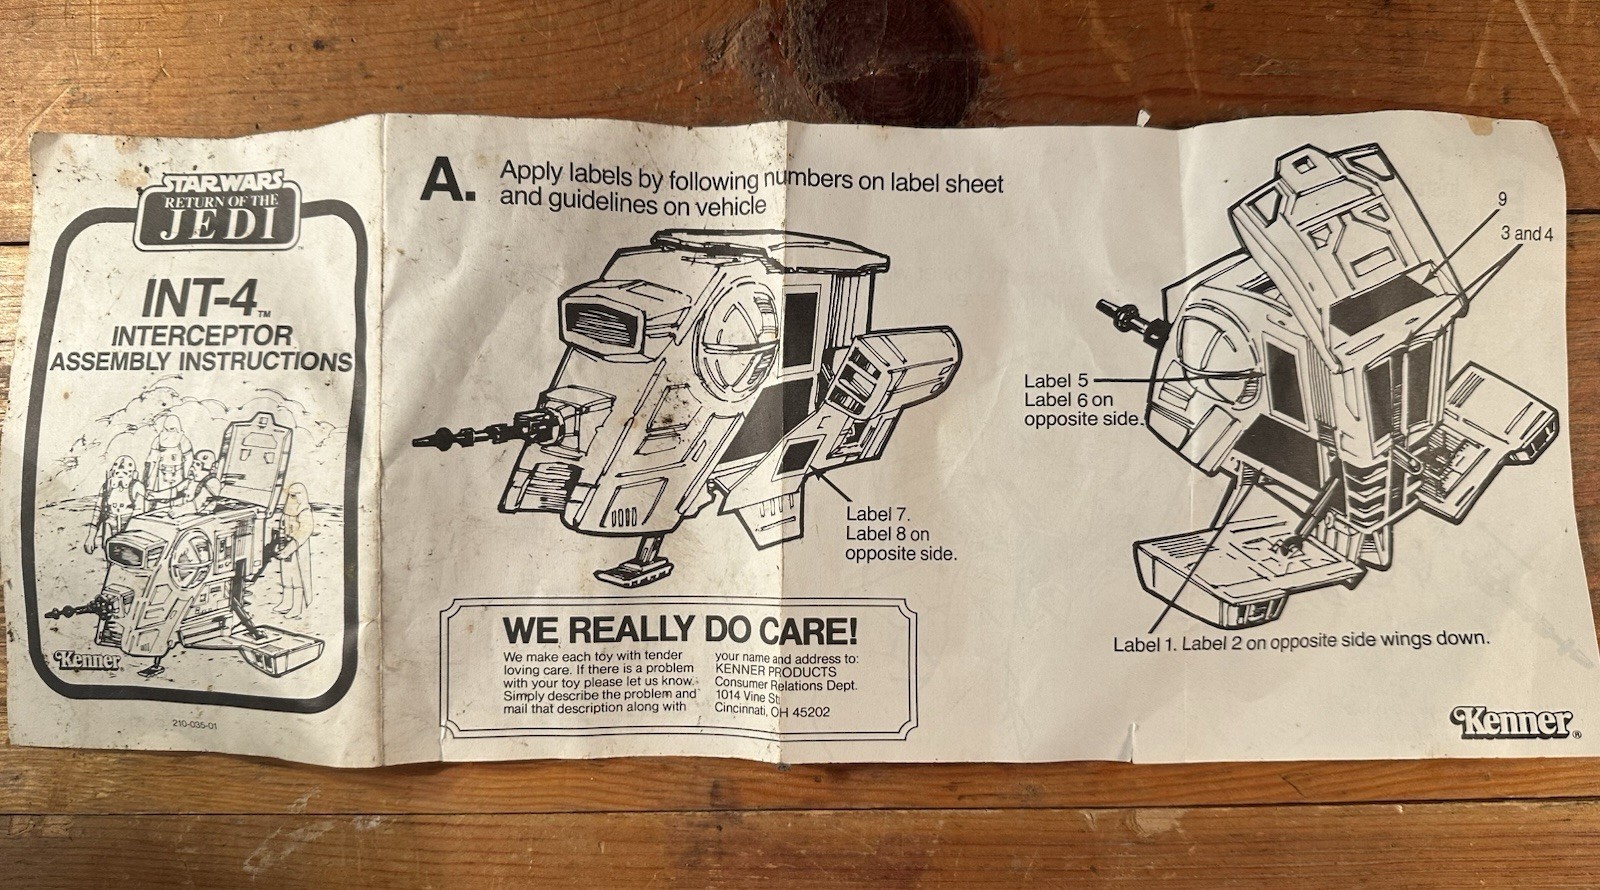 STAR WARS
RETURN OF THE
JEDI
INT-4™
INTERCEPTOR
ASSEMBLY INSTRUCTIONS
Kenner
210-035-01
A. Apply labels by following numbers on label sheet
and guidelines on vehicle
Label 7.
Label 8 on
opposite side.
WE REALLY DO CARE!
We make each toy with tender
loving care. If there is a problem
with your toy please let us know.
Simply describe the problem and
mail that description along with
your name and address to:
KENNER PRODUCTS
Consumer Relations Dept.
1014 Vine St.
Cincinnati, OH 45202
9
3 and 4
Label 5
Label 6 on
opposite side.
Label 1. Label 2 on opposite side wings down.
Kenner®